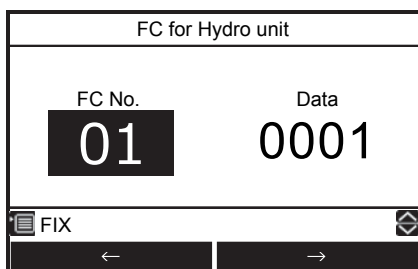 FC for Hydro unit
FC No. Data
01 0001
FIX
← →